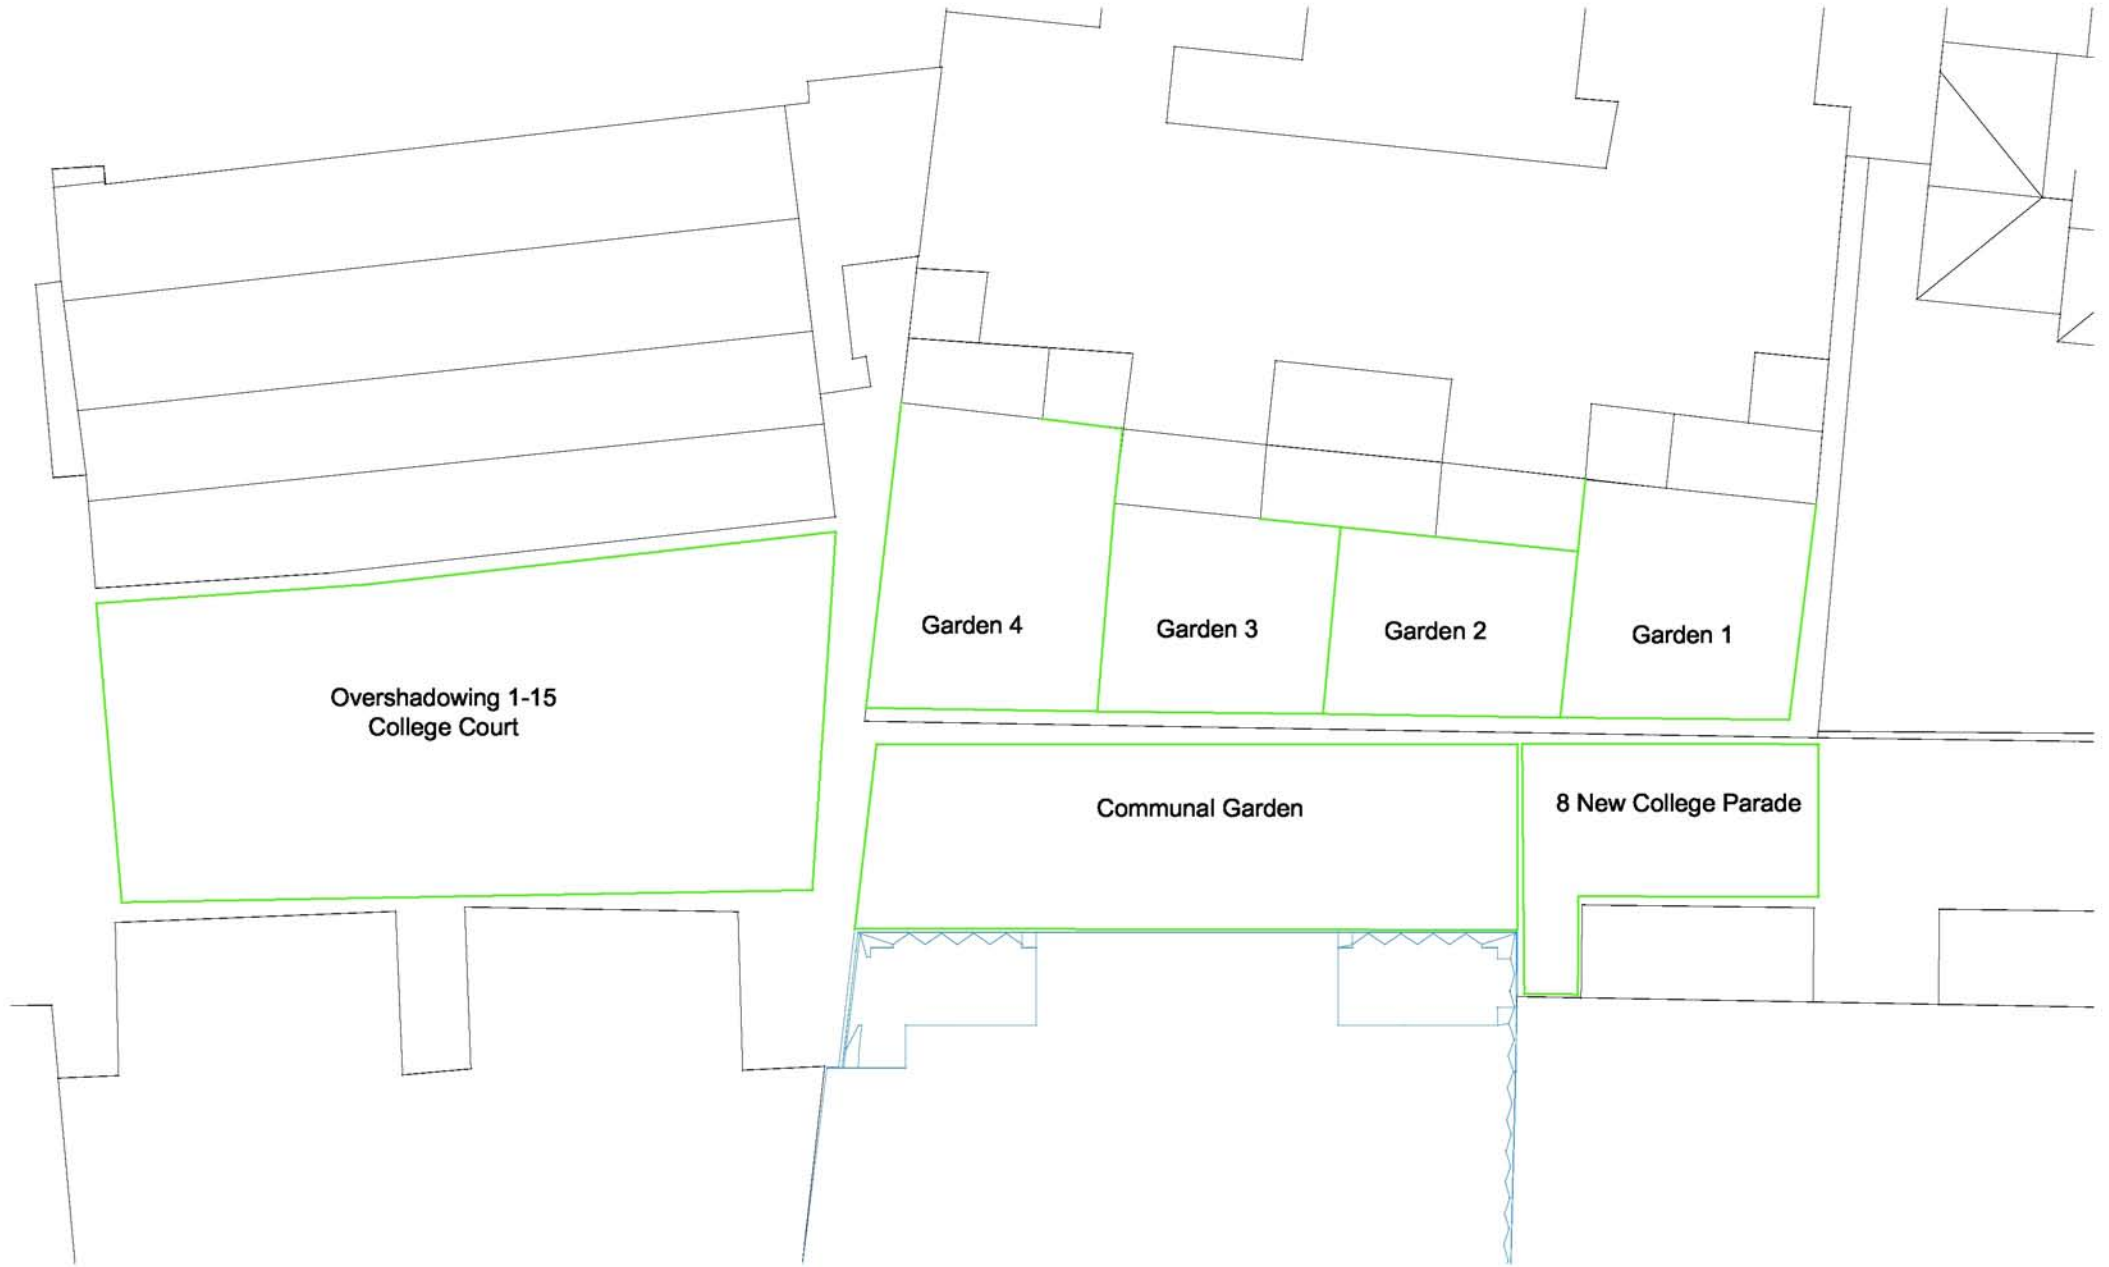 Garden 4
Garden 3
Garden 2
Garden 1
Overshadowing 1-15
College Court
Communal Garden
8 New College Parade